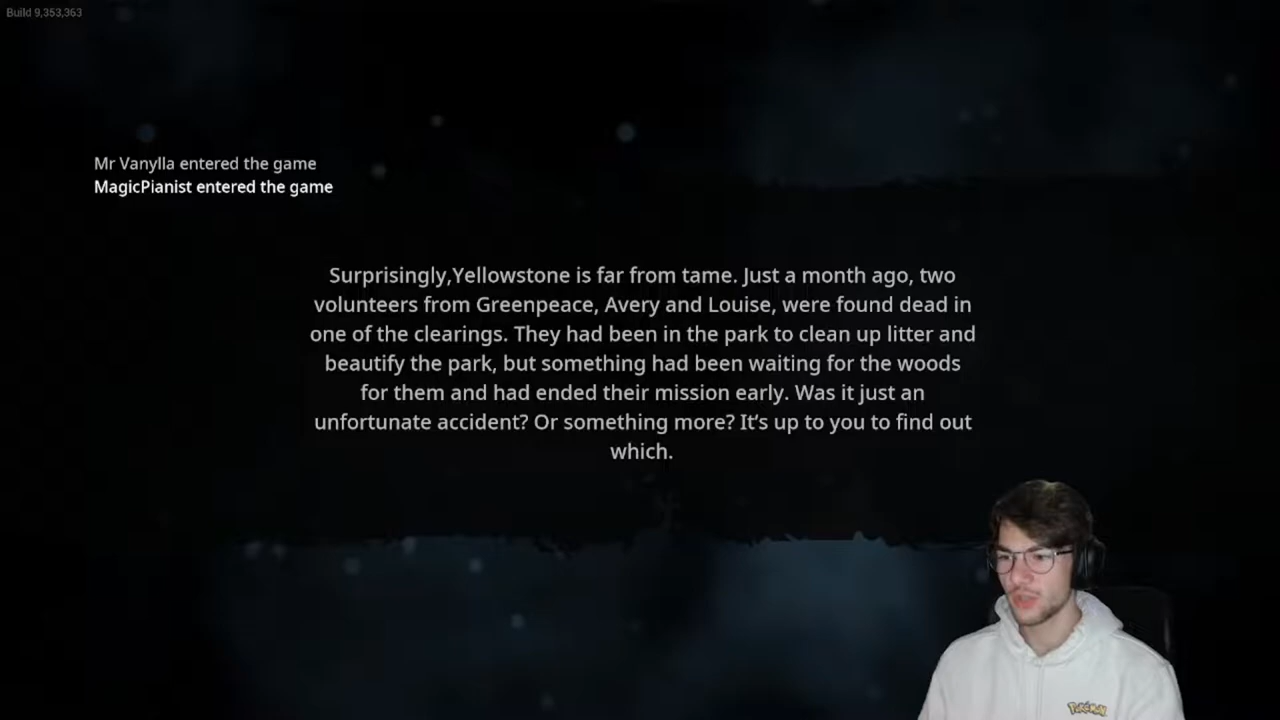 Build 9,353,363
Mr Vanylla entered the game
MagicPianist entered the game
Surprisingly,Yellowstone is far from tame. Just a month ago, two
volunteers from Greenpeace, Avery and Louise, were found dead in
one of the clearings. They had been in the park to clean up litter and
beautify the park, but something had been waiting for the woods
for them and had ended their mission early. Was it just an
unfortunate accident? Or something more? It’s up to you to find out
which.
POKéMON